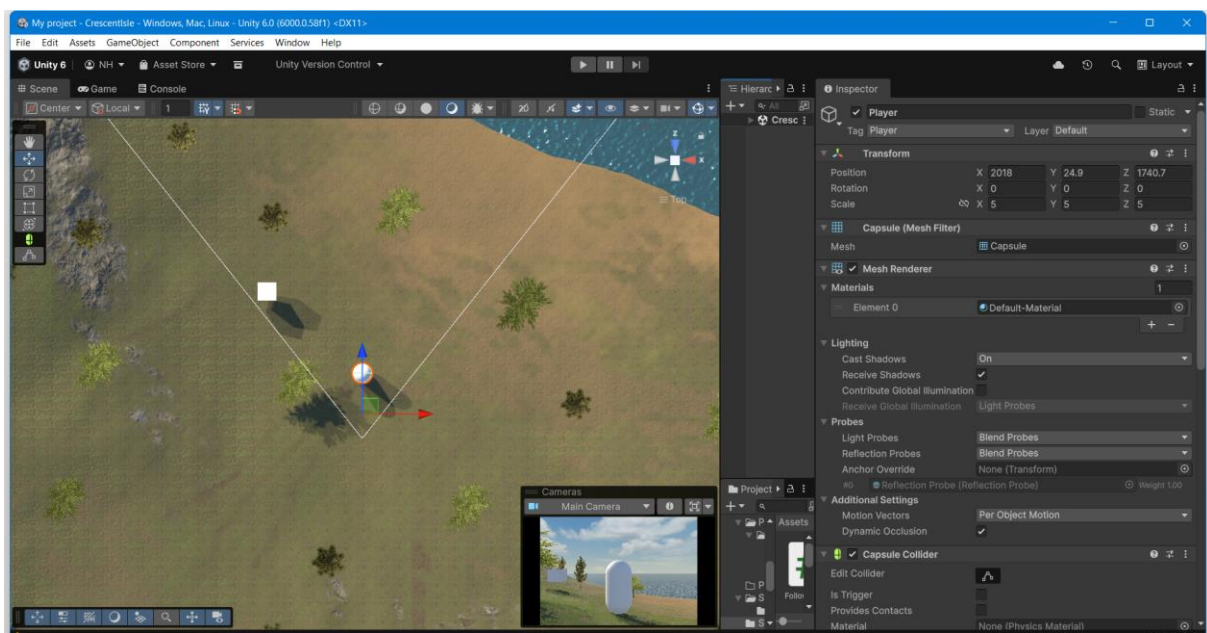 My project - CrescentIsle - Windows, Mac, Linux - Unity 6.0 (6000.0.58f1) <DX11>
File Edit Assets GameObject Component Services Window Help
Unity 6 NH Asset Store Unity Version Control Layout
Scene Game Console
Hierarc
Inspector
Center Local 1 2D
All
Cresc
Player Static
Tag Player Layer Default
Transform
Position X 2018 Y 24.9 Z 1740.7
Rotation X 0 Y 0 Z 0
Scale X 5 Y 5 Z 5
Capsule (Mesh Filter)
Mesh Capsule
Mesh Renderer
Materials 1
Element 0 Default-Material
Lighting
Cast Shadows On
Receive Shadows
Contribute Global Illumination
Receive Global Illumination Light Probes
Probes
Light Probes Blend Probes
Reflection Probes Blend Probes
Anchor Override None (Transform)
#0 Reflection Probe (Reflection Probe) Weight 1.00
Additional Settings
Motion Vectors Per Object Motion
Dynamic Occlusion
Capsule Collider
Edit Collider
Is Trigger
Provides Contacts
Material None (Physics Material)
z
x
Top
Cameras
Main Camera
Project
P Assets
P
S Follo
S